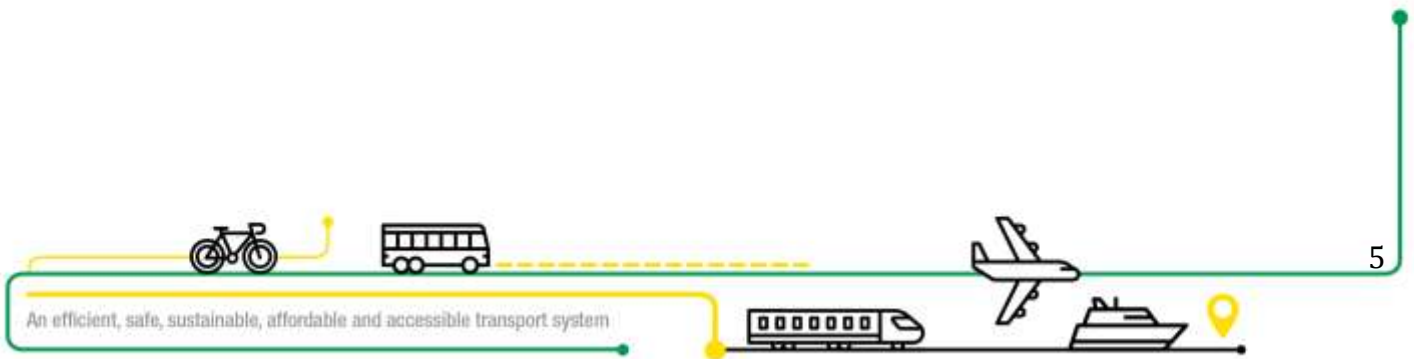 5
An efficient, safe, sustainable, affordable and accessible transport system